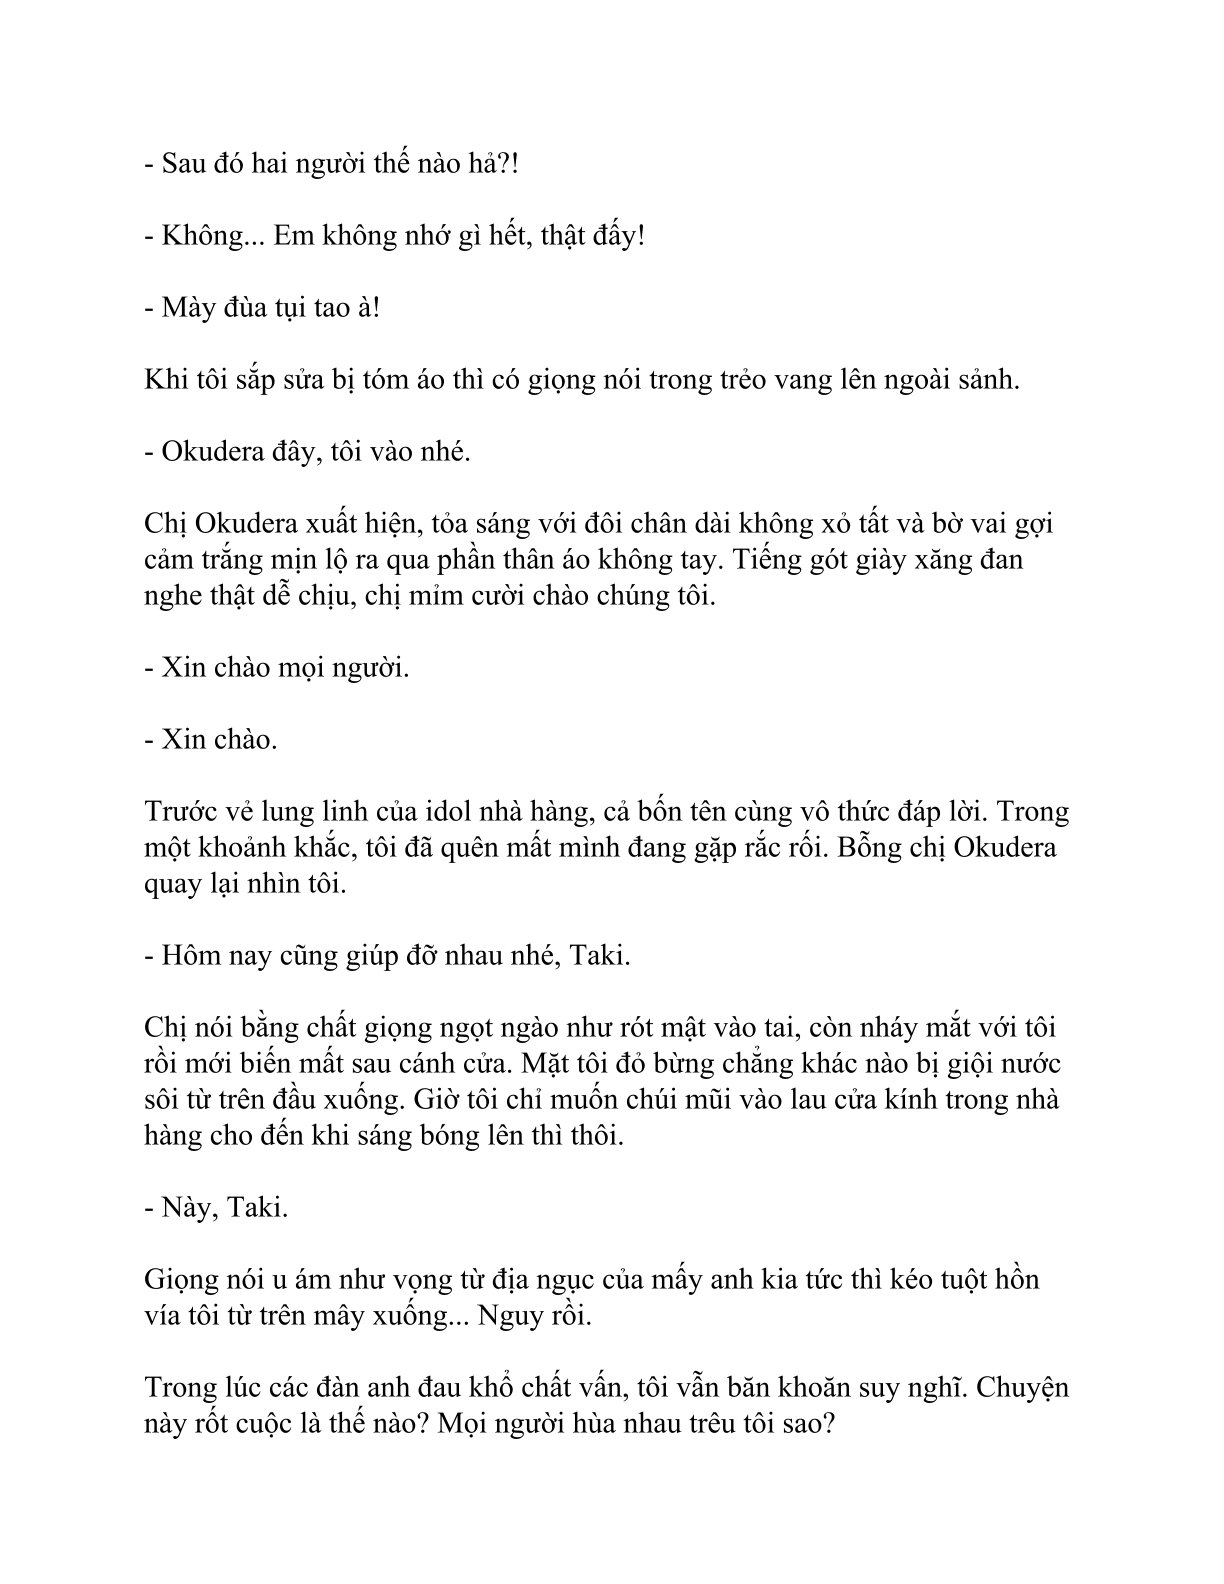 - Sau đó hai người thế nào hả?!
- Không... Em không nhớ gì hết, thật đấy!
- Mày đùa tụi tao à!
Khi tôi sắp sửa bị tóm áo thì có giọng nói trong trẻo vang lên ngoài sảnh.
- Okudera đây, tôi vào nhé.
Chị Okudera xuất hiện, tỏa sáng với đôi chân dài không xỏ tất và bờ vai gợi
cảm trắng mịn lộ ra qua phần thân áo không tay. Tiếng gót giày xăng đan
nghe thật dễ chịu, chị mỉm cười chào chúng tôi.
- Xin chào mọi người.
- Xin chào.
Trước vẻ lung linh của idol nhà hàng, cả bốn tên cùng vô thức đáp lời. Trong
một khoảnh khắc, tôi đã quên mất mình đang gặp rắc rối. Bỗng chị Okudera
quay lại nhìn tôi.
- Hôm nay cũng giúp đỡ nhau nhé, Taki.
Chị nói bằng chất giọng ngọt ngào như rót mật vào tai, còn nháy mắt với tôi
rồi mới biến mất sau cánh cửa. Mặt tôi đỏ bừng chẳng khác nào bị giội nước
sôi từ trên đầu xuống. Giờ tôi chỉ muốn chúi mũi vào lau cửa kính trong nhà
hàng cho đến khi sáng bóng lên thì thôi.
- Này, Taki.
Giọng nói u ám như vọng từ địa ngục của mấy anh kia tức thì kéo tuột hồn
vía tôi từ trên mây xuống... Nguy rồi.
Trong lúc các đàn anh đau khổ chất vấn, tôi vẫn băn khoăn suy nghĩ. Chuyện
này rốt cuộc là thế nào? Mọi người hùa nhau trêu tôi sao?